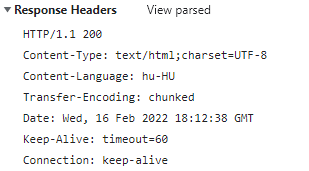 Response Headers View parsed
HTTP/1.1 200
Content-Type: text/html;charset=UTF-8
Content-Language: hu-HU
Transfer-Encoding: chunked
Date: Wed, 16 Feb 2022 18:12:38 GMT
Keep-Alive: timeout=60
Connection: keep-alive